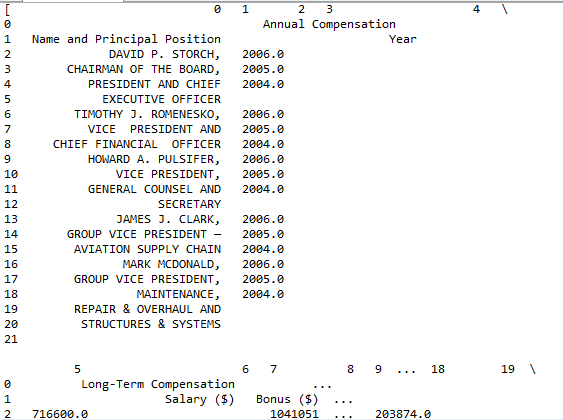 [ 0 1 2 3 4 \
0 Annual Compensation
1 Name and Principal Position Year
2 DAVID P. STORCH, 2006.0
3 CHAIRMAN OF THE BOARD, 2005.0
4 PRESIDENT AND CHIEF 2004.0
5 EXECUTIVE OFFICER
6 TIMOTHY J. ROMENESKO, 2006.0
7 VICE PRESIDENT AND 2005.0
8 CHIEF FINANCIAL OFFICER 2004.0
9 HOWARD A. PULSIFER, 2006.0
10 VICE PRESIDENT, 2005.0
11 GENERAL COUNSEL AND 2004.0
12 SECRETARY
13 JAMES J. CLARK, 2006.0
14 GROUP VICE PRESIDENT — 2005.0
15 AVIATION SUPPLY CHAIN 2004.0
16 MARK MCDONALD, 2006.0
17 GROUP VICE PRESIDENT, 2005.0
18 MAINTENANCE, 2004.0
19 REPAIR & OVERHAUL AND
20 STRUCTURES & SYSTEMS
21
5 6 7 8 9 ... 18 19 \
0 Long-Term Compensation ...
1 Salary ($) Bonus ($) ...
2 716600.0 1041051 ... 203874.0